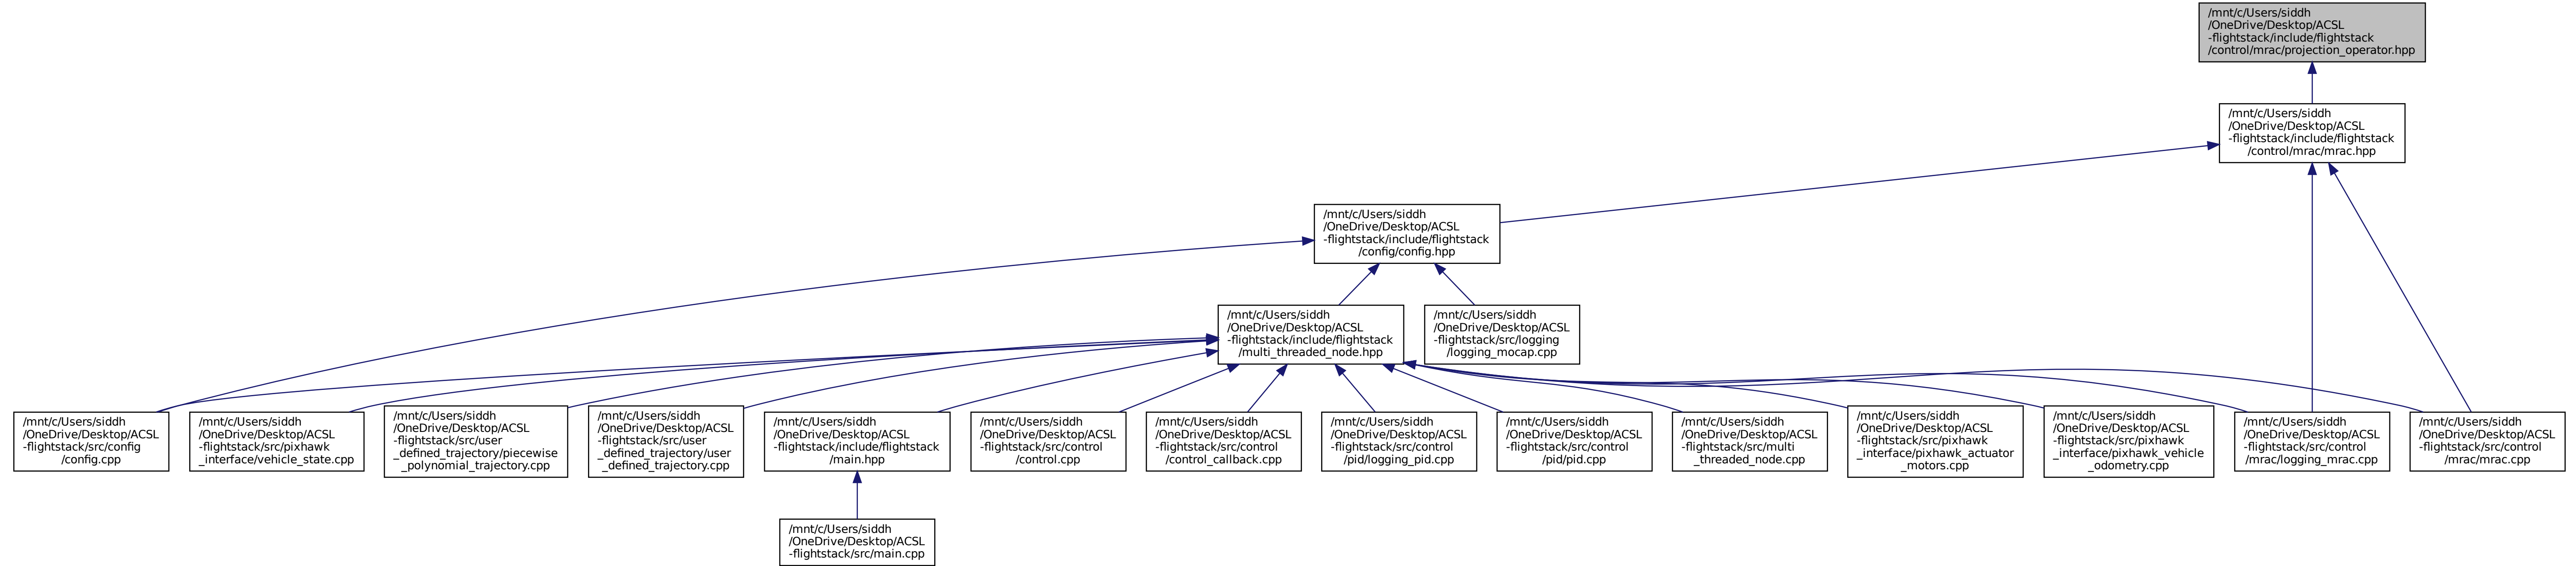 /mnt/c/Users/siddh
/OneDrive/Desktop/ACSL
-flightstack/include/flightstack
/control/mrac/projection_operator.hpp
/mnt/c/Users/siddh
/OneDrive/Desktop/ACSL
-flightstack/include/flightstack
/control/mrac/mrac.hpp
/mnt/c/Users/siddh
/OneDrive/Desktop/ACSL
-flightstack/include/flightstack
/config/config.hpp
/mnt/c/Users/siddh
/OneDrive/Desktop/ACSL
-flightstack/include/flightstack
/multi_threaded_node.hpp
/mnt/c/Users/siddh
/OneDrive/Desktop/ACSL
-flightstack/src/logging
/logging_mocap.cpp
/mnt/c/Users/siddh
/OneDrive/Desktop/ACSL
-flightstack/src/config
/config.cpp
/mnt/c/Users/siddh
/OneDrive/Desktop/ACSL
-flightstack/src/pixhawk
_interface/vehicle_state.cpp
/mnt/c/Users/siddh
/OneDrive/Desktop/ACSL
-flightstack/src/user
_defined_trajectory/piecewise
_polynomial_trajectory.cpp
/mnt/c/Users/siddh
/OneDrive/Desktop/ACSL
-flightstack/src/user
_defined_trajectory/user
_defined_trajectory.cpp
/mnt/c/Users/siddh
/OneDrive/Desktop/ACSL
-flightstack/include/flightstack
/main.hpp
/mnt/c/Users/siddh
/OneDrive/Desktop/ACSL
-flightstack/src/control
/control.cpp
/mnt/c/Users/siddh
/OneDrive/Desktop/ACSL
-flightstack/src/control
/control_callback.cpp
/mnt/c/Users/siddh
/OneDrive/Desktop/ACSL
-flightstack/src/control
/pid/logging_pid.cpp
/mnt/c/Users/siddh
/OneDrive/Desktop/ACSL
-flightstack/src/control
/pid/pid.cpp
/mnt/c/Users/siddh
/OneDrive/Desktop/ACSL
-flightstack/src/multi
_threaded_node.cpp
/mnt/c/Users/siddh
/OneDrive/Desktop/ACSL
-flightstack/src/pixhawk
_interface/pixhawk_actuator
_motors.cpp
/mnt/c/Users/siddh
/OneDrive/Desktop/ACSL
-flightstack/src/pixhawk
_interface/pixhawk_vehicle
_odometry.cpp
/mnt/c/Users/siddh
/OneDrive/Desktop/ACSL
-flightstack/src/control
/mrac/logging_mrac.cpp
/mnt/c/Users/siddh
/OneDrive/Desktop/ACSL
-flightstack/src/control
/mrac/mrac.cpp
/mnt/c/Users/siddh
/OneDrive/Desktop/ACSL
-flightstack/src/main.cpp